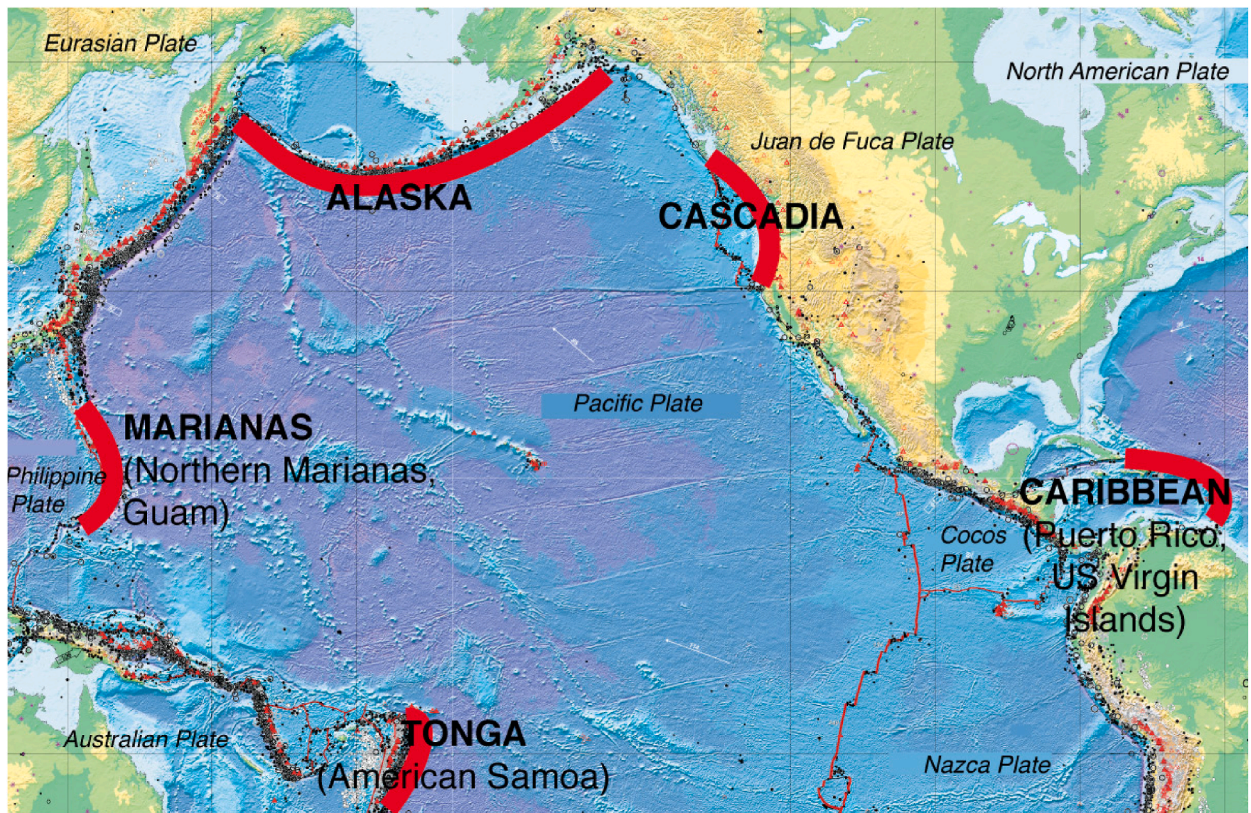 Eurasian Plate
North American Plate
Juan de Fuca Plate
ALASKA
CASCADIA
Pacific Plate
MARIANAS
(Northern Marianas,
Guam)
Philippine
Plate
CARIBBEAN
(Puerto Rico,
US Virgin
Islands)
Cocos
Plate
TONGA
(American Samoa)
Australian Plate
Nazca Plate